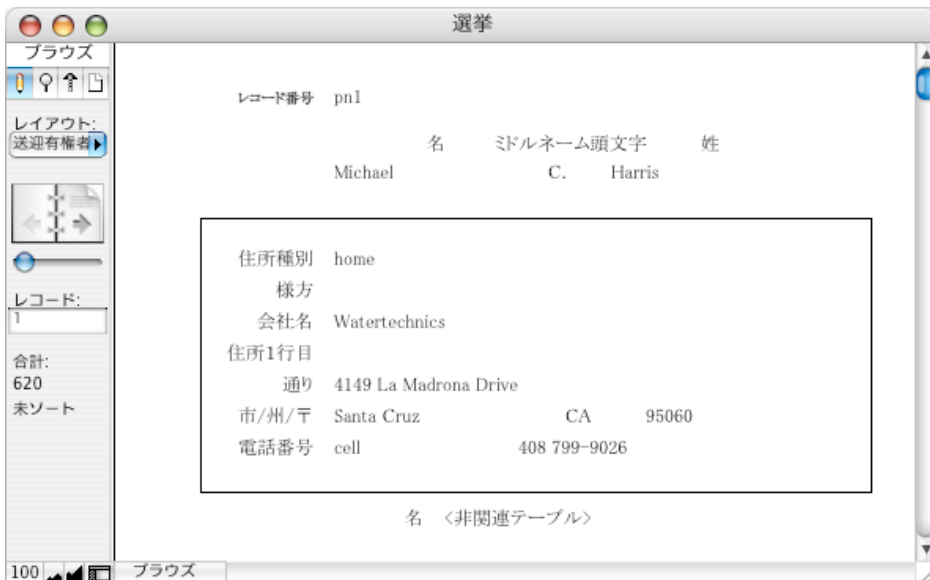 選挙
ブラウズ
レイアウト:
送迎有権者
レコード:
1
合計:
620
未ソート
レコード番号 pn1
名 ミドルネーム頭文字 姓
Michael C. Harris
住所種別 home
様方
会社名 Watertechnics
住所1行目
通り 4149 La Madrona Drive
市/州/〒 Santa Cruz CA 95060
電話番号 cell 408 799-9026
名 <非関連テーブル>
100 ブラウズ